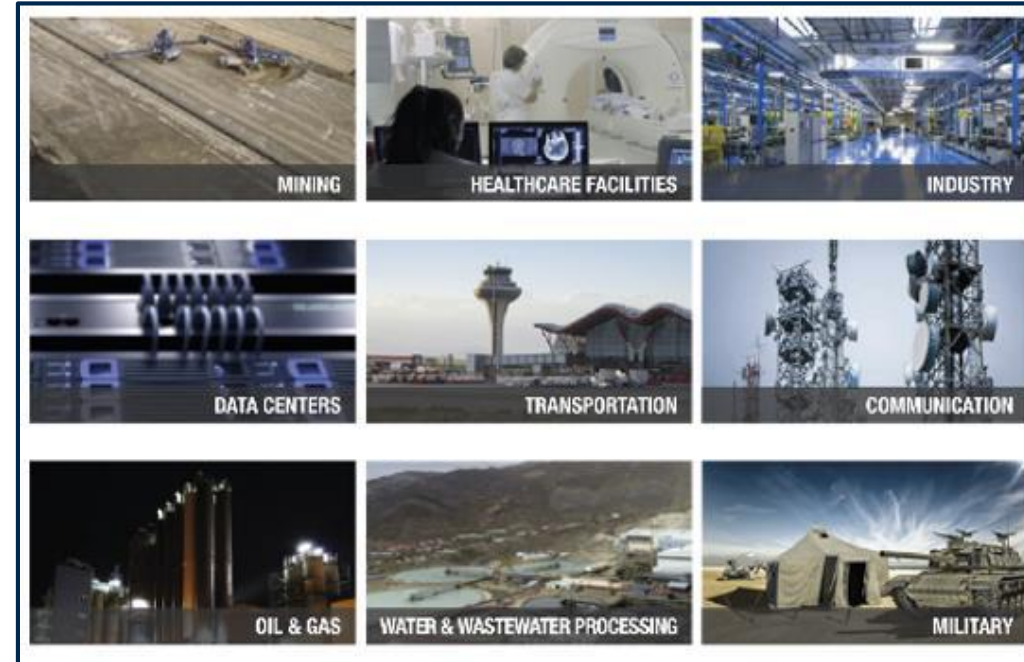 MINING
HEALTHCARE FACILITIES
INDUSTRY
DATA CENTERS
TRANSPORTATION
COMMUNICATION
OIL & GAS
WATER & WASTEWATER PROCESSING
MILITARY